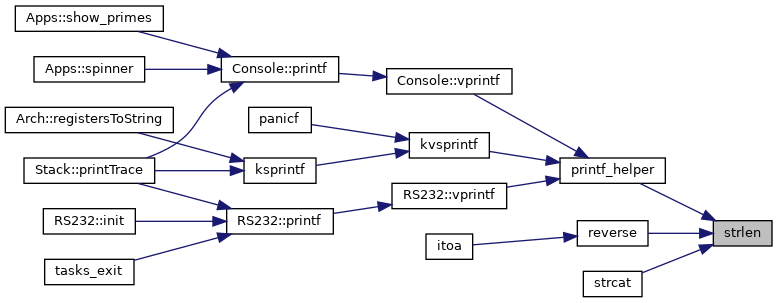 Apps::show_primes
Apps::spinner
Console::printf
Console::vprintf
Arch::registersToString
panicf
kvsprintf
Stack::printTrace
ksprintf
printf_helper
RS232::vprintf
RS232::init
RS232::printf
itoa
reverse
strlen
tasks_exit
strcat